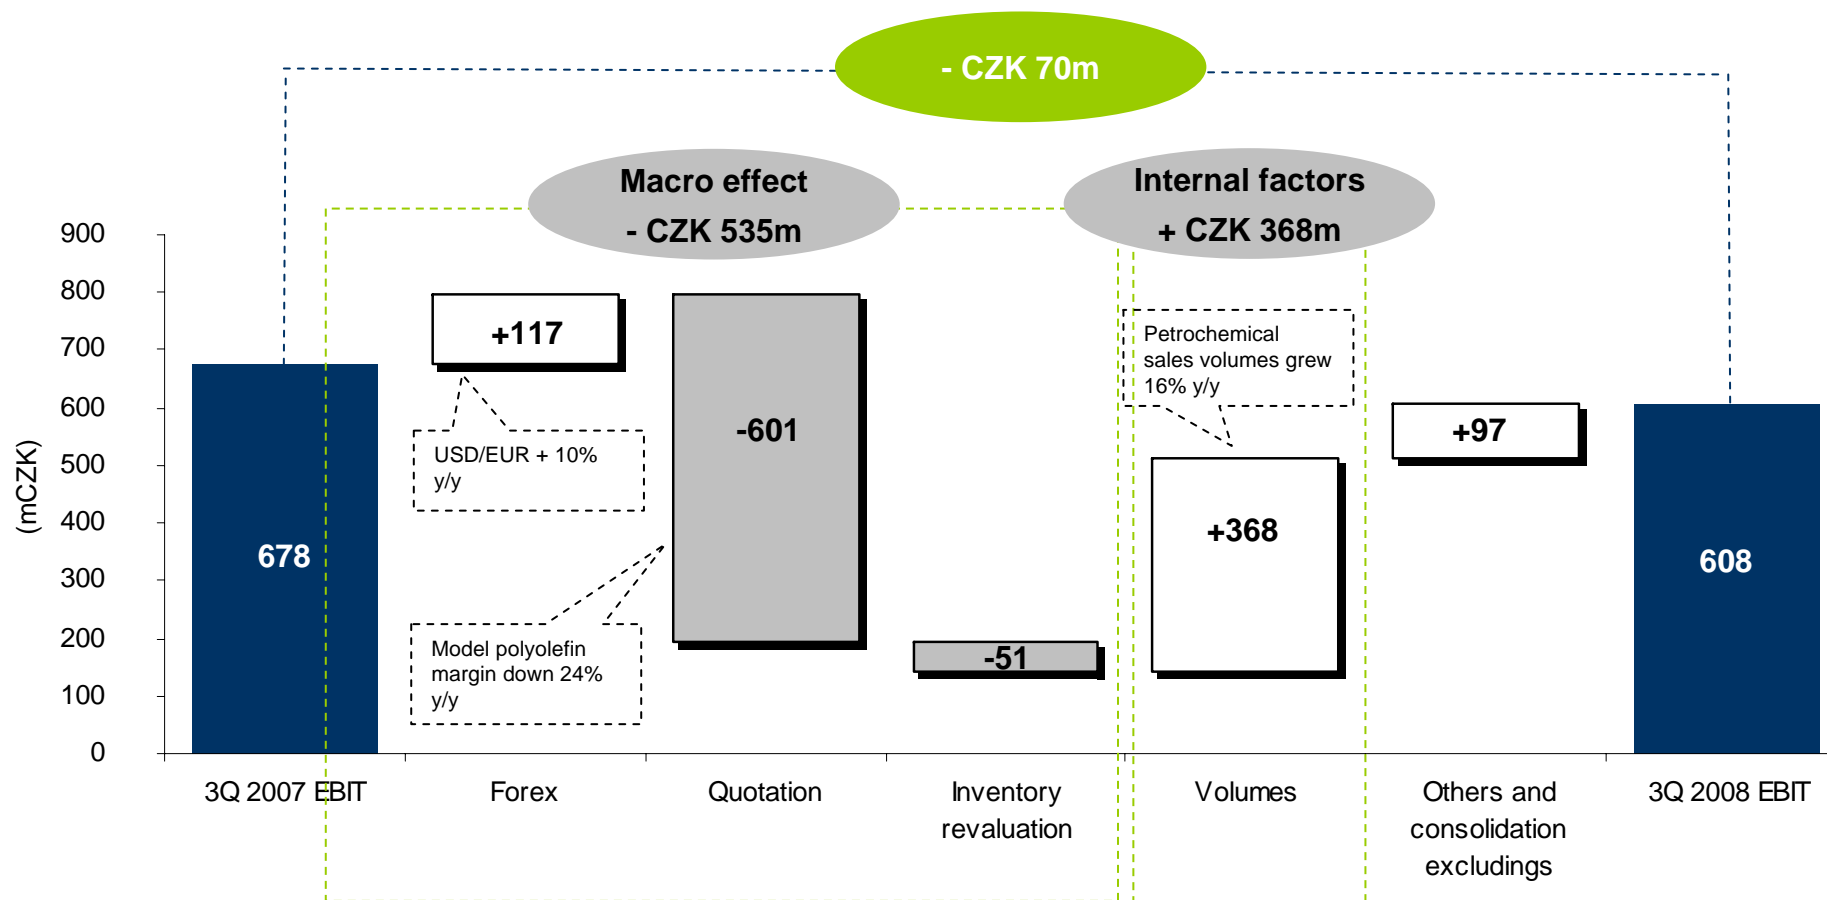 - CZK 70m
Macro effect
- CZK 535m
Internal factors
+ CZK 368m
(mCZK)
900
800
700
600
500
400
300
200
100
0
678
+117
USD/EUR + 10%
y/y
-601
Model polyolefin
margin down 24%
y/y
-51
Petrochemical
sales volumes grew
16% y/y
+368
+97
608
3Q 2007 EBIT
Forex
Quotation
Inventory
revaluation
Volumes
Others and
consolidation
excludings
3Q 2008 EBIT